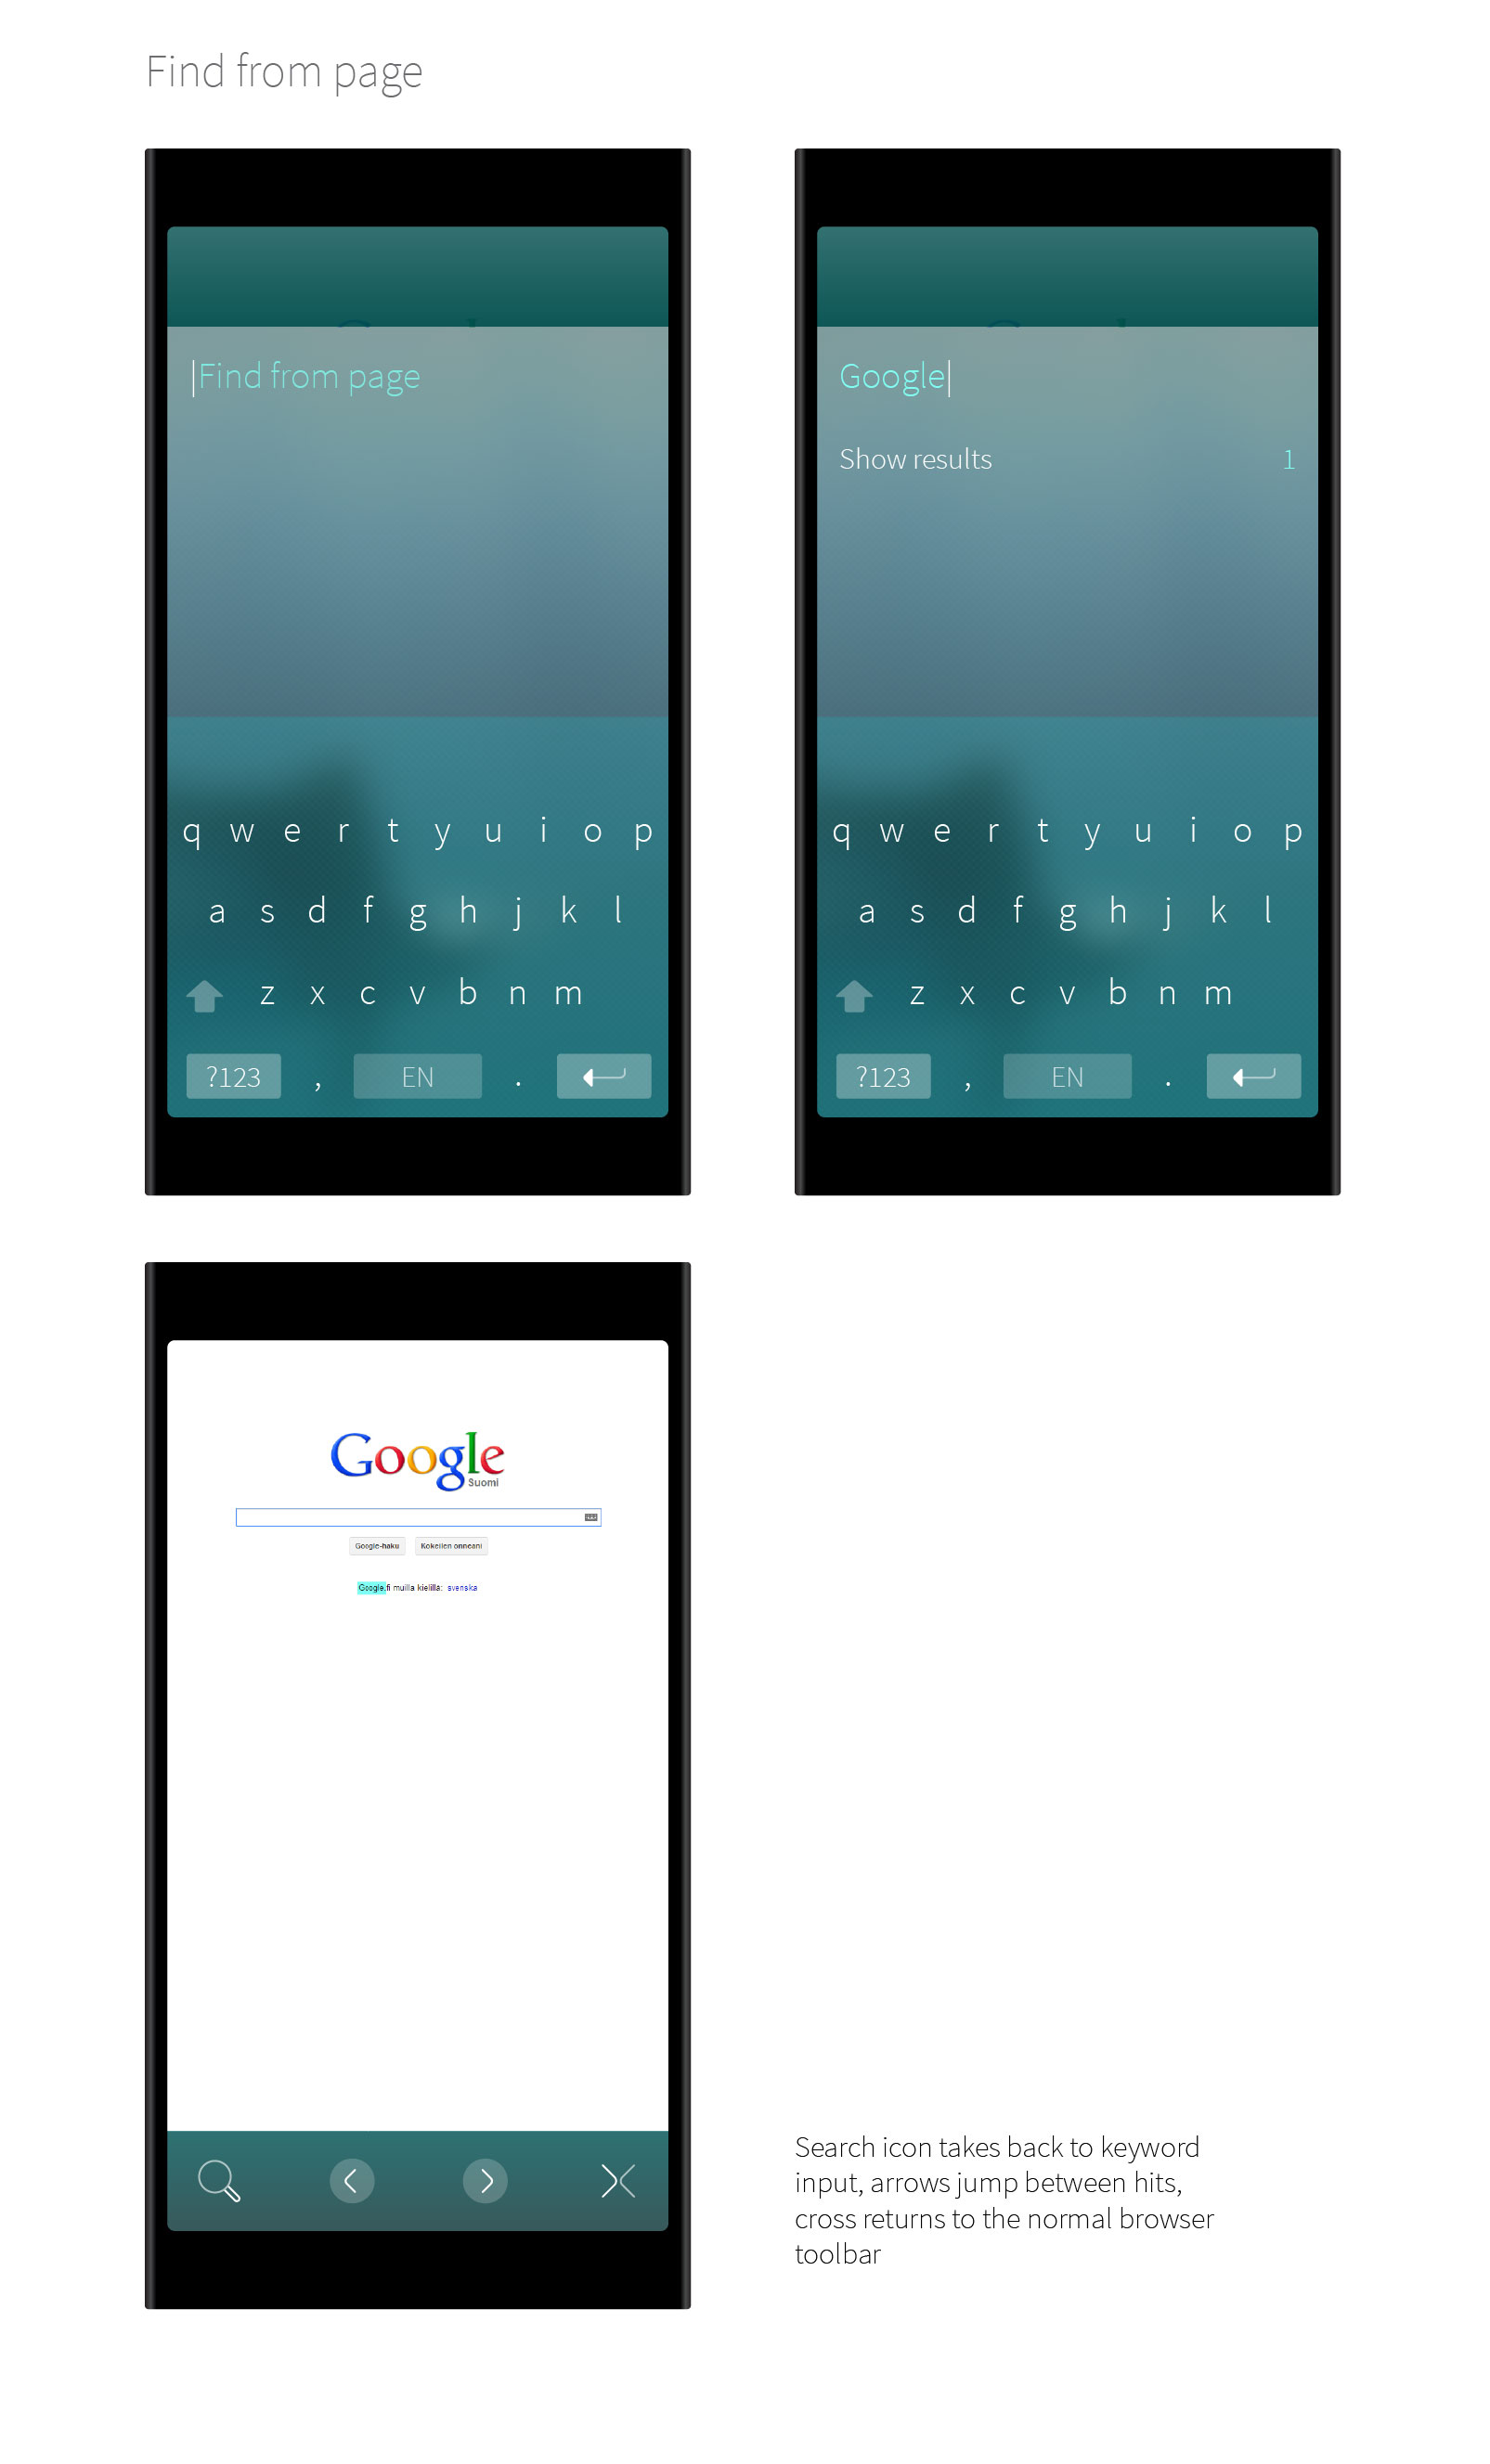 Find from page
Find from page
q w e r t y u i o p
a s d f g h j k l
z x c v b n m
?123 , EN .
Google
Show results 1
q w e r t y u i o p
a s d f g h j k l
z x c v b n m
?123 , EN .
Google
Suomi
Google-haku Kokeilen onneani
Google.fi muilla kielillä: svenska
Search icon takes back to keyword
input, arrows jump between hits,
cross returns to the normal browser
toolbar